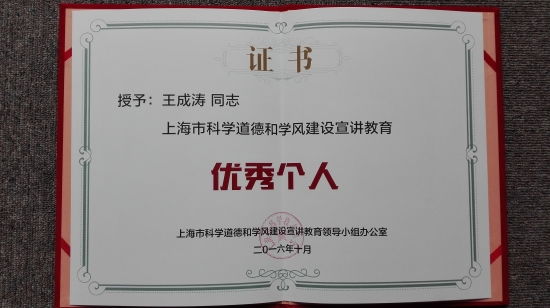 证书
授予：王成涛 同志
上海市科学道德和学风建设宣讲教育
优秀个人
上海市科学道德和学风建设宣讲教育领导小组办公室
二〇一六年十月